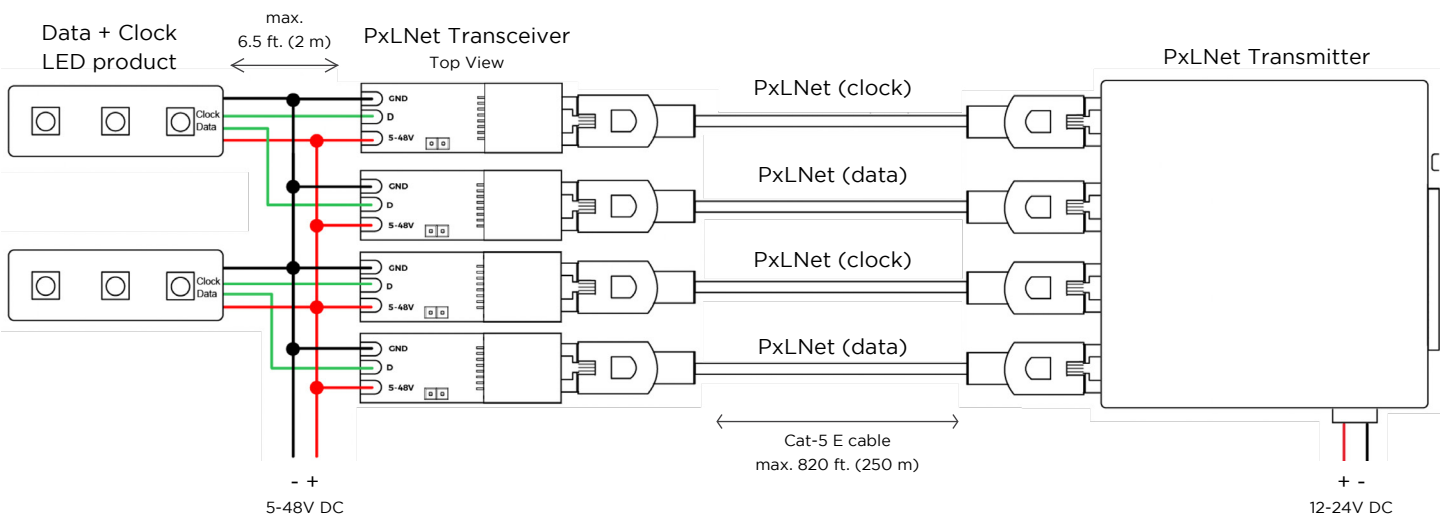 Data + Clock
LED product
max.
6.5 ft. (2 m)
PxLNet Transceiver
Top View
PxLNet Transmitter
Clock
Data
GND
D
5-48V
PxLNet (clock)
GND
D
5-48V
PxLNet (data)
Clock
Data
GND
D
5-48V
PxLNet (clock)
GND
D
5-48V
PxLNet (data)
Cat-5 E cable
max. 820 ft. (250 m)
- +
5-48V DC
+ -
12-24V DC